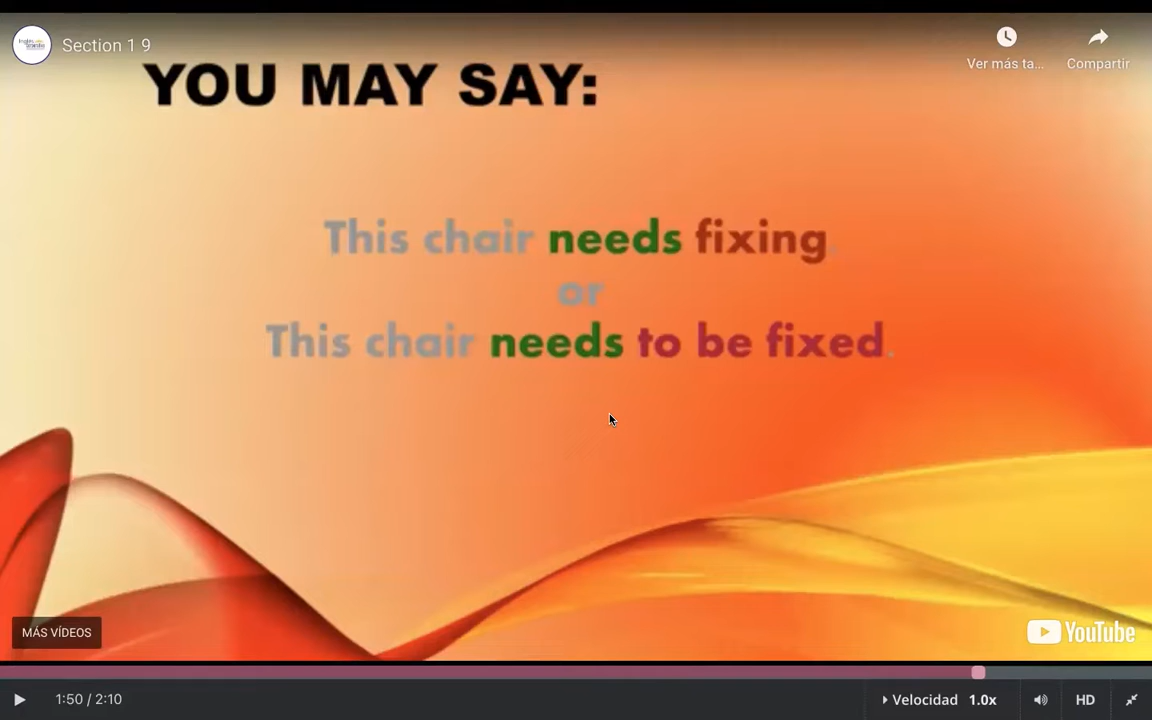 Section 1 9
Ver más ta...
Compartir
YOU MAY SAY:
This chair needs fixing.
or
This chair needs to be fixed.
MÁS VÍDEOS
YouTube
1:50 / 2:10
Velocidad 1.0x
HD